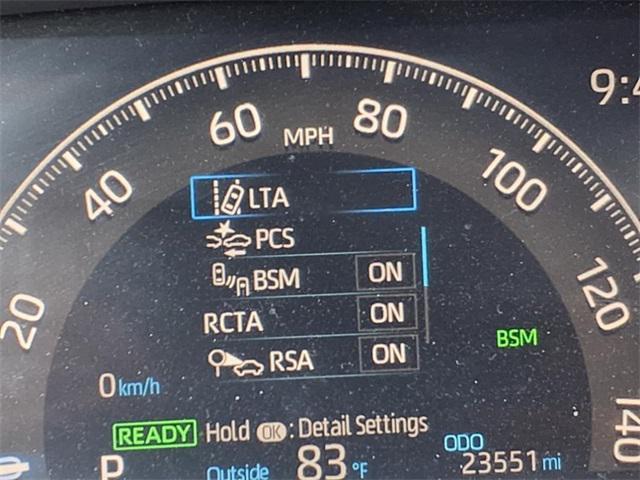 9:4
60
80
MPH
40
LTA
100
PCS
BSM ON
20
RCTA ON
120
BSM
RSA ON
0 km/h
140
READY Hold OK : Detail Settings
P
Outside 83 °F
ODO
23551 mi